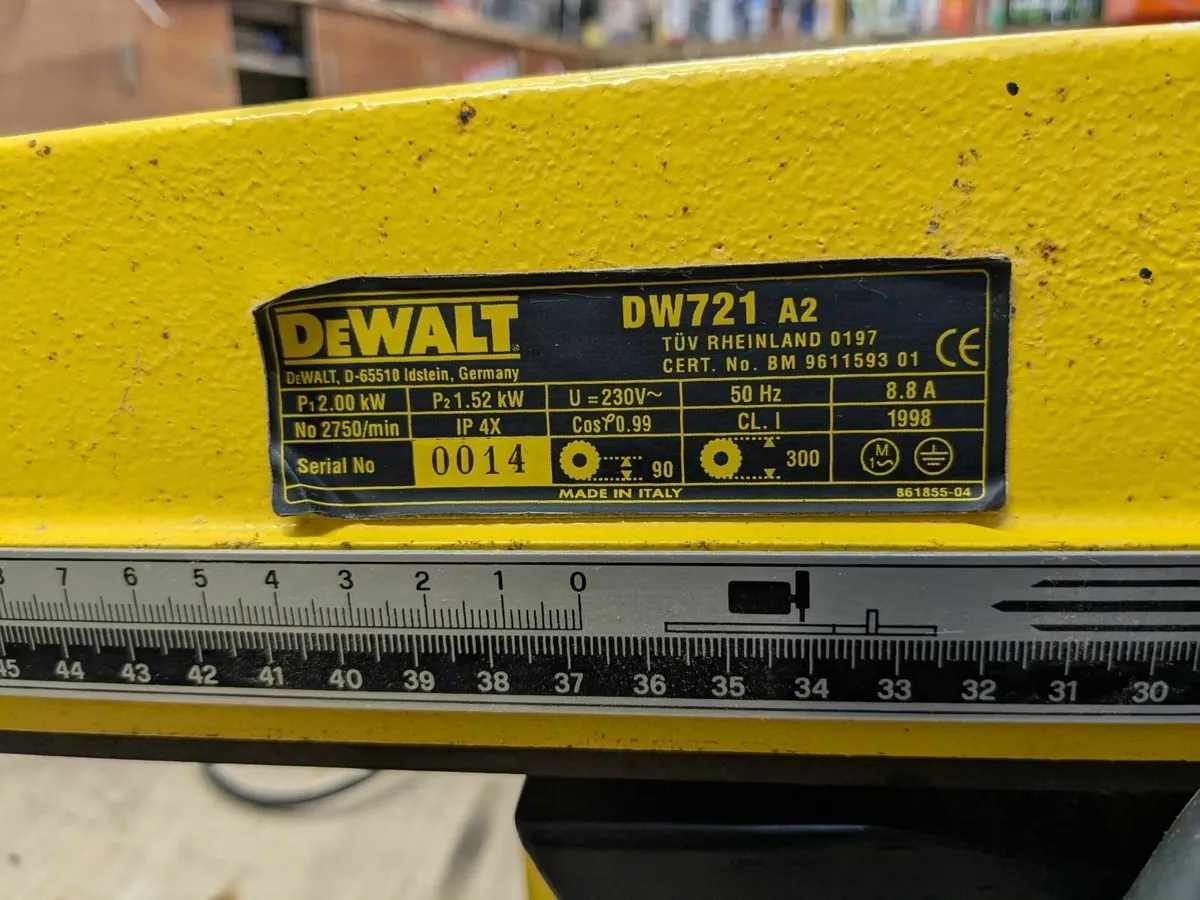 DEWALT
DW721 A2
TÜV RHEINLAND 0197
CERT. No. BM 9611593 01
CE
DEWALT, D-65510 Idstein, Germany
P1 2.00 kW P2 1.52 kW U = 230V~ 50 Hz 8.8 A
No 2750/min IP 4X Cosφ0.99 CL. I 1998
Serial No 0014 90 300 M 1~
MADE IN ITALY 861855-04
8 7 6 5 4 3 2 1 0
45 44 43 42 41 40 39 38 37 36 35 34 33 32 31 30